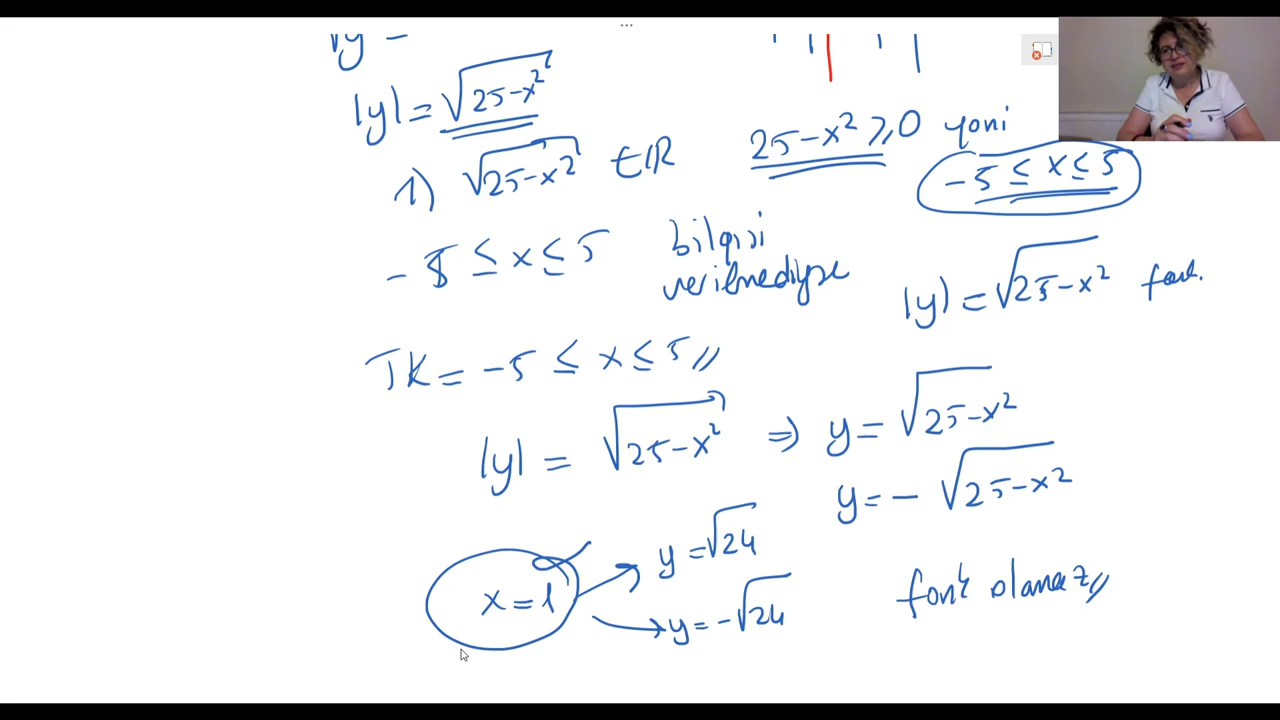 |y| = √25-x²
1) √25-x² ∈ IR 25-x² ≥ 0 yani
-5 ≤ x ≤ 5
-5 ≤ x ≤ 5 bilgisi
verilmediyse
|y| = √25-x² fonk.
TK = -5 ≤ x ≤ 5 //
|y| = √25-x² ⇒ y = √25-x²
y = - √25-x²
x = 1 → y = √24
→ y = -√24
fonk olamaz //